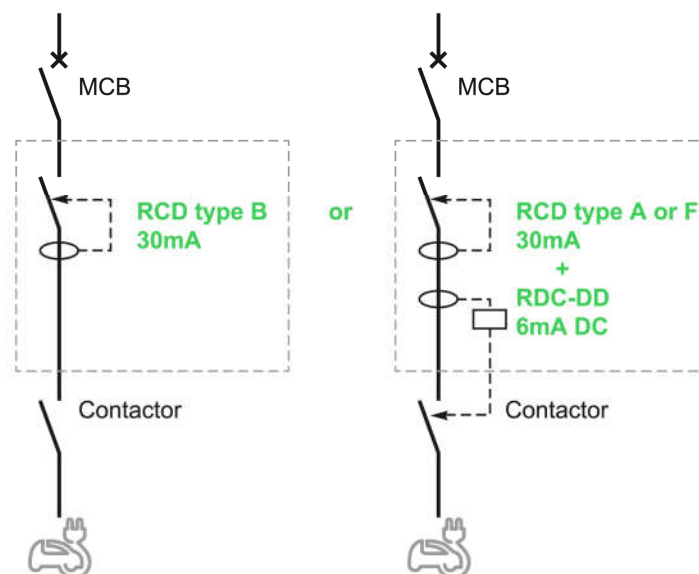 MCB
RCD type B
30mA
Contactor
or
MCB
RCD type A or F
30mA
+
RDC-DD
6mA DC
Contactor